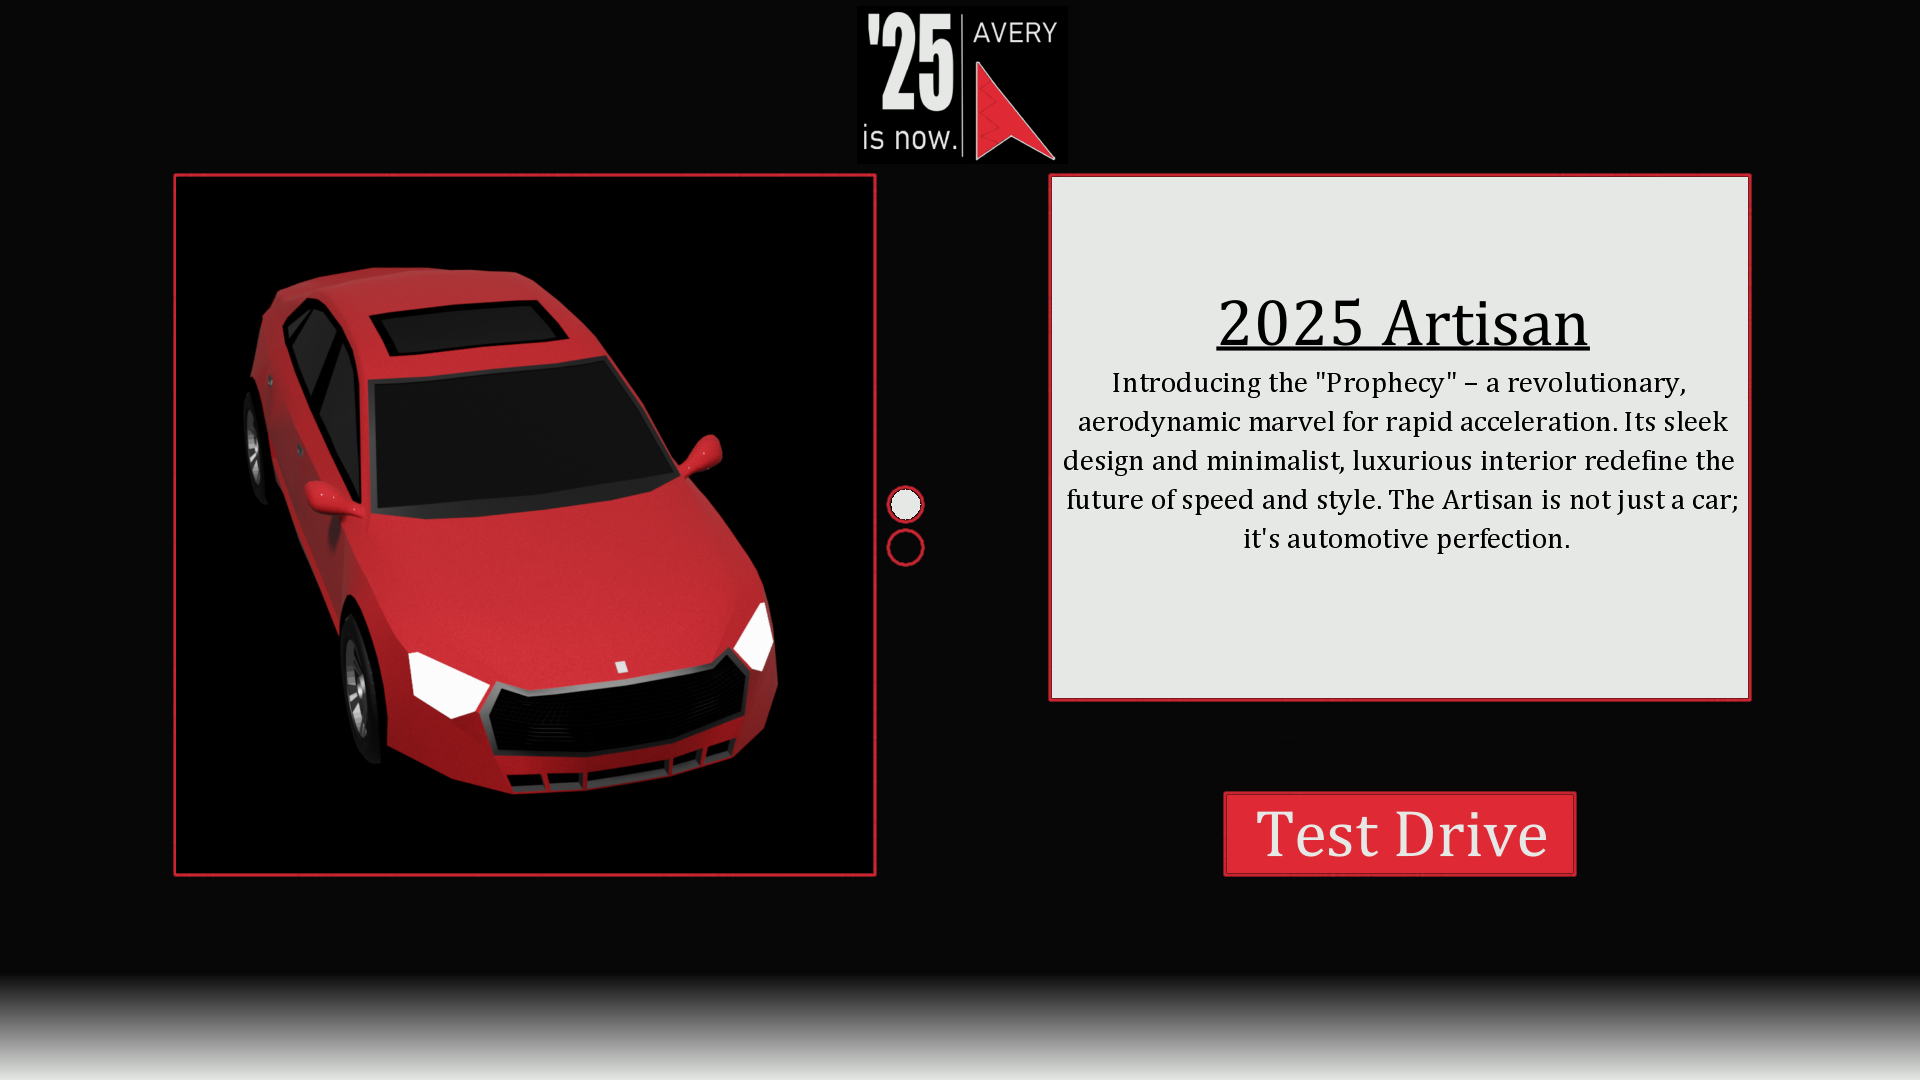 '25
is now.
AVERY
2025 Artisan
Introducing the "Prophecy" – a revolutionary,
aerodynamic marvel for rapid acceleration. Its sleek
design and minimalist, luxurious interior redefine the
future of speed and style. The Artisan is not just a car;
it's automotive perfection.
Test Drive